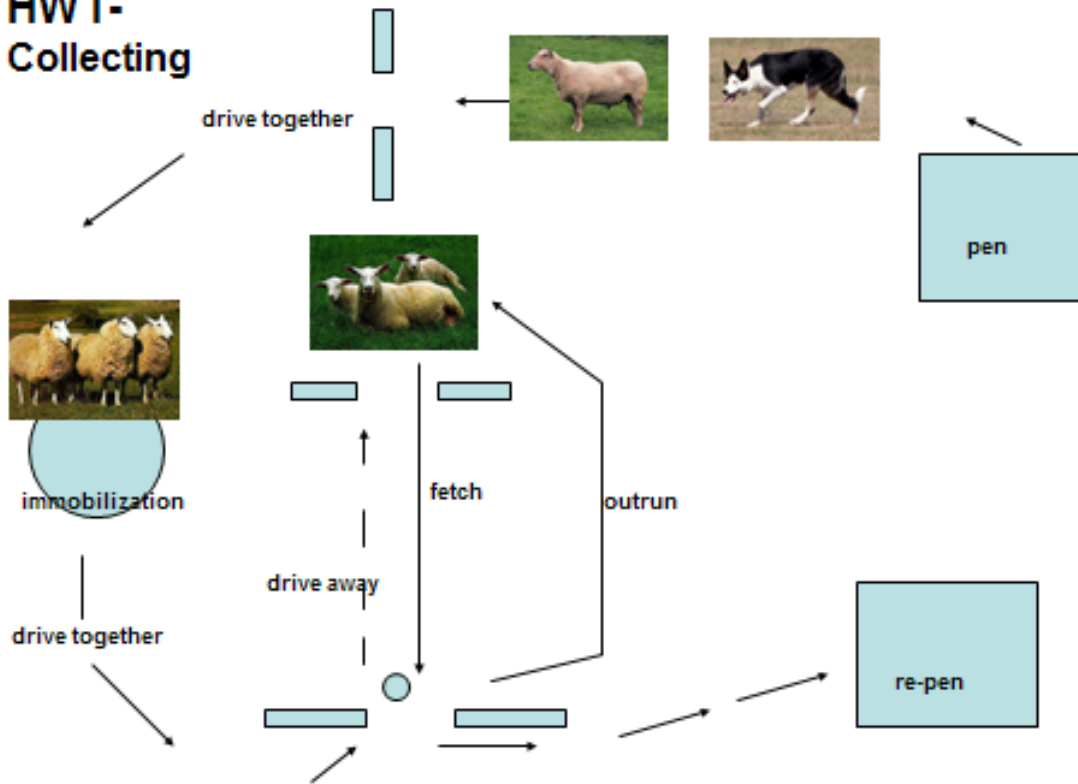 HWT-
Collecting
drive together
pen
immobilization
fetch
outrun
drive away
drive together
re-pen